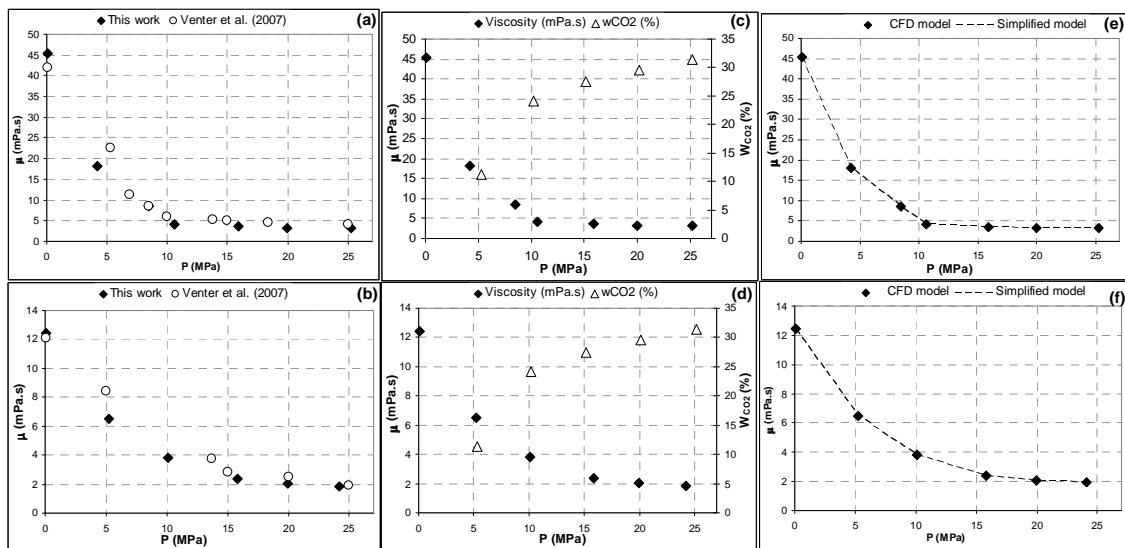 This work Venter et al. (2007) (a)
50
45
40
35
30
25
20
15
10
5
0
µ (mPa.s)
0 5 10 15 20 25
P (MPa)
Viscosity (mPa.s) wCO2 (%) (c)
50
45
40
35
30
25
20
15
10
5
0
µ (mPa.s)
35
30
25
20
15
10
5
0
WCO2 (%)
0 5 10 15 20 25
P (MPa)
CFD model Simplified model (e)
50
45
40
35
30
25
20
15
10
5
0
µ (mPa.s)
0 5 10 15 20 25
P (MPa)
This work Venter et al. (2007) (b)
14
12
10
8
6
4
2
0
µ (mPa.s)
0 5 10 15 20 25
P (MPa)
Viscosity (mPa.s) wCO2 (%) (d)
14
12
10
8
6
4
2
0
µ (mPa.s)
35
30
25
20
15
10
5
0
WCO2 (%)
0 5 10 15 20 25
P (MPa)
CFD model Simplified model (f)
14
12
10
8
6
4
2
0
µ (mPa.s)
0 5 10 15 20 25
P (MPa)